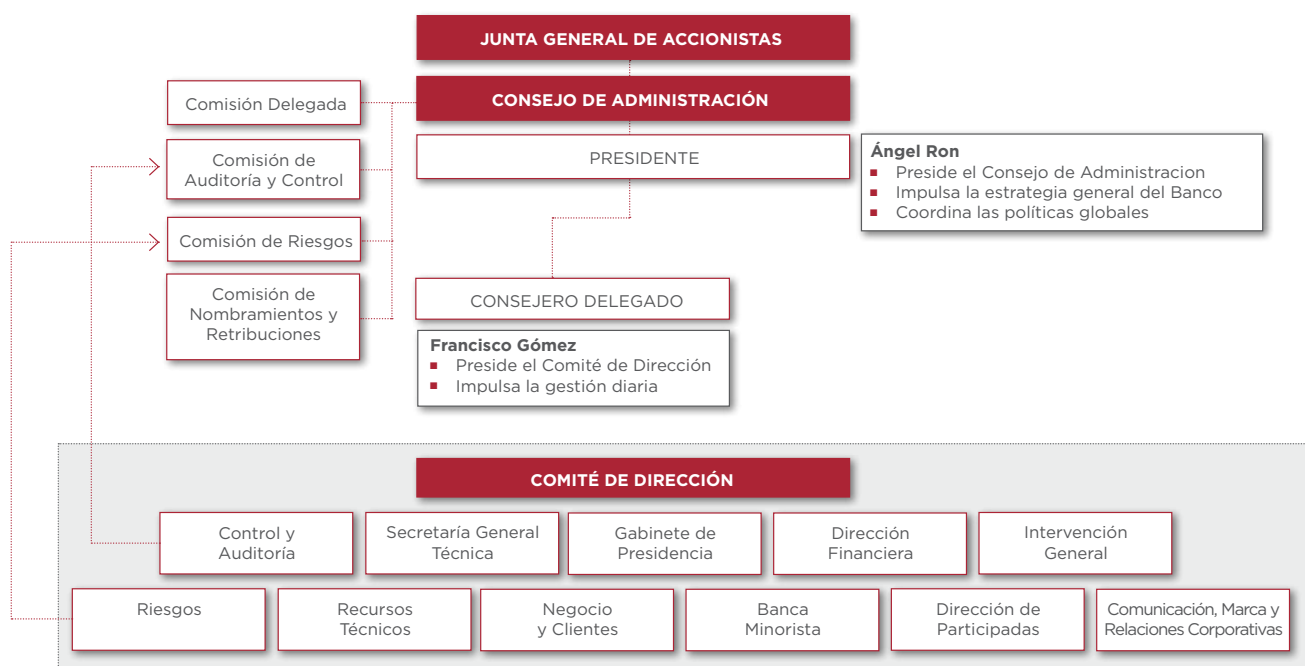 JUNTA GENERAL DE ACCIONISTAS
CONSEJO DE ADMINISTRACIÓN
Comisión Delegada
Comisión de
Auditoría y Control
Comisión de Riesgos
Comisión de
Nombramientos y
Retribuciones
PRESIDENTE
Ángel Ron
Preside el Consejo de Administracion
Impulsa la estrategia general del Banco
Coordina las políticas globales
CONSEJERO DELEGADO
Francisco Gómez
Preside el Comité de Dirección
Impulsa la gestión diaria
COMITÉ DE DIRECCIÓN
Control y
Auditoría
Secretaría General
Técnica
Gabinete de
Presidencia
Dirección
Financiera
Intervención
General
Riesgos
Recursos
Técnicos
Negocio
y Clientes
Banca
Minorista
Dirección de
Participadas
Comunicación, Marca y
Relaciones Corporativas